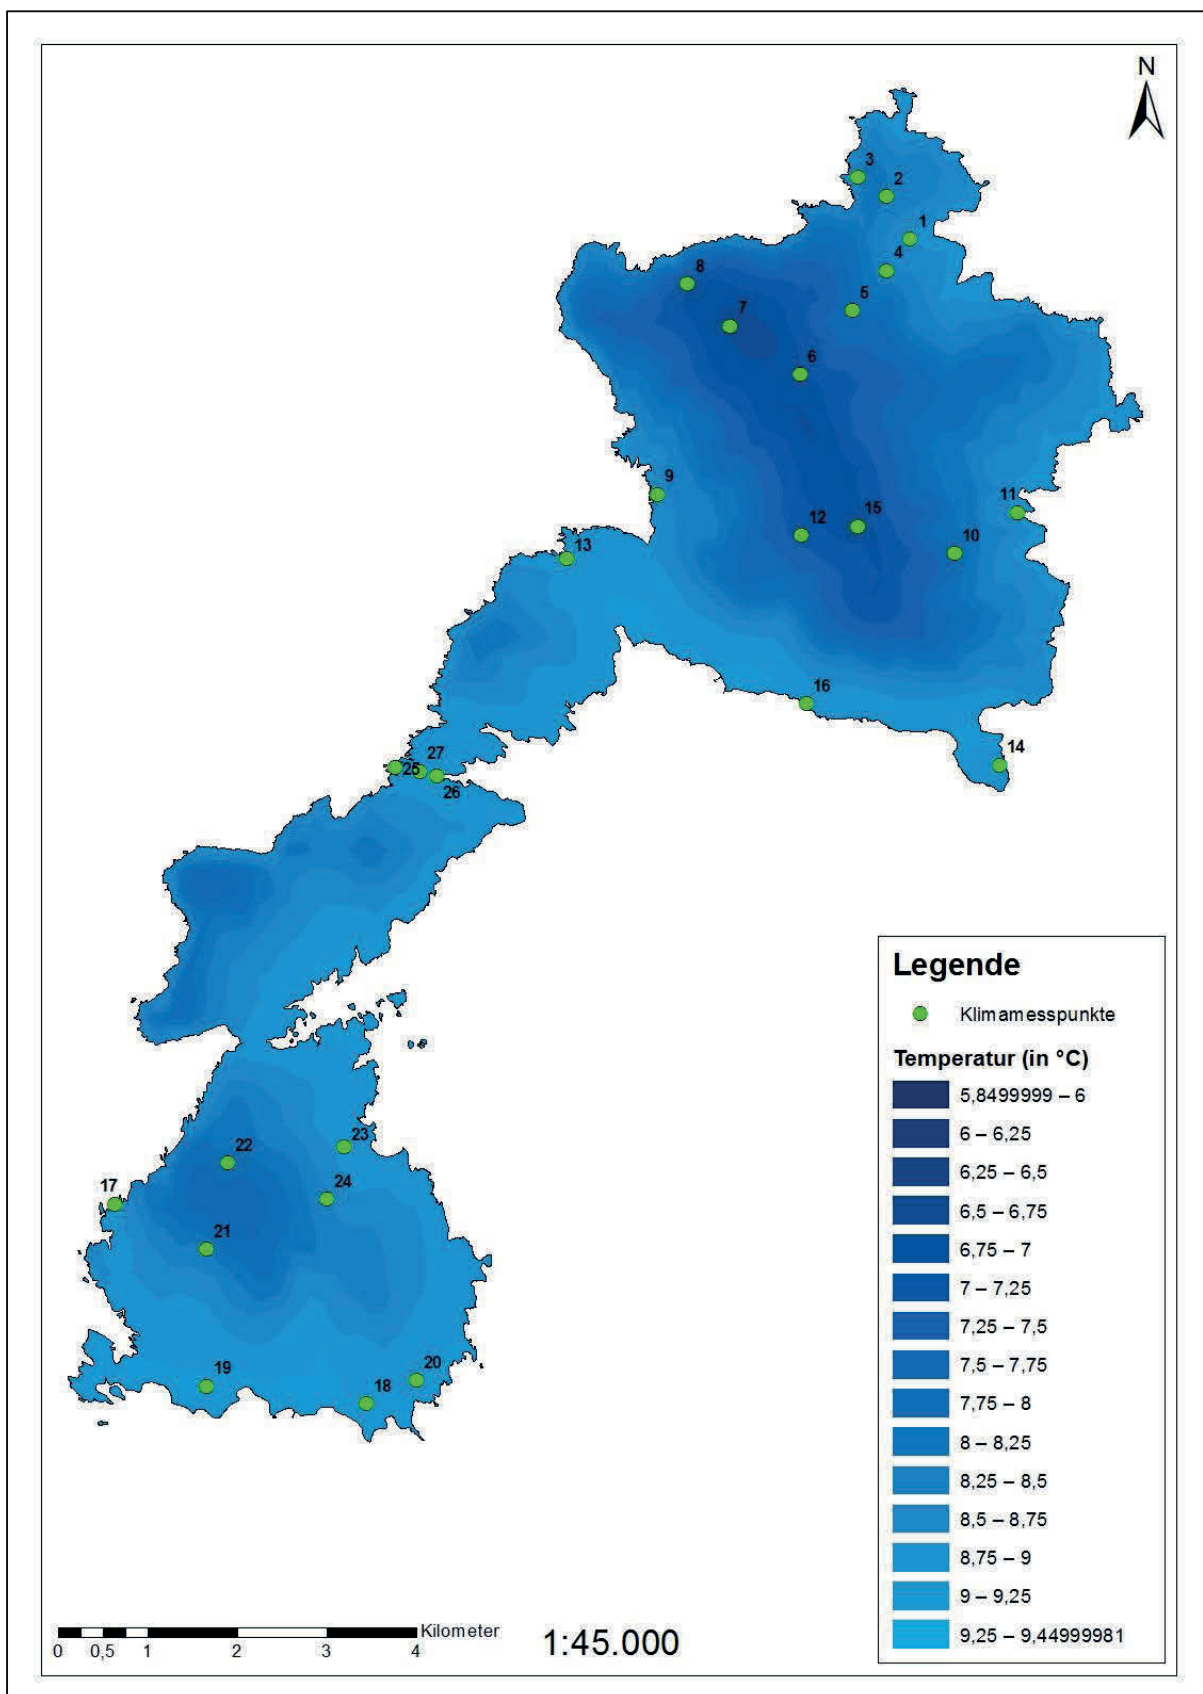 N
3
2
1
4
8
5
7
6
9
11
15
12
10
13
16
14
27
25
26
23
22
17
24
21
20
19
18
Legende
Klimamesspunkte
Temperatur (in °C)
5,8499999 – 6
6 – 6,25
6,25 – 6,5
6,5 – 6,75
6,75 – 7
7 – 7,25
7,25 – 7,5
7,5 – 7,75
7,75 – 8
8 – 8,25
8,25 – 8,5
8,5 – 8,75
8,75 – 9
9 – 9,25
9,25 – 9,44999981
Kilometer
0 0,5 1 2 3 4
1:45.000